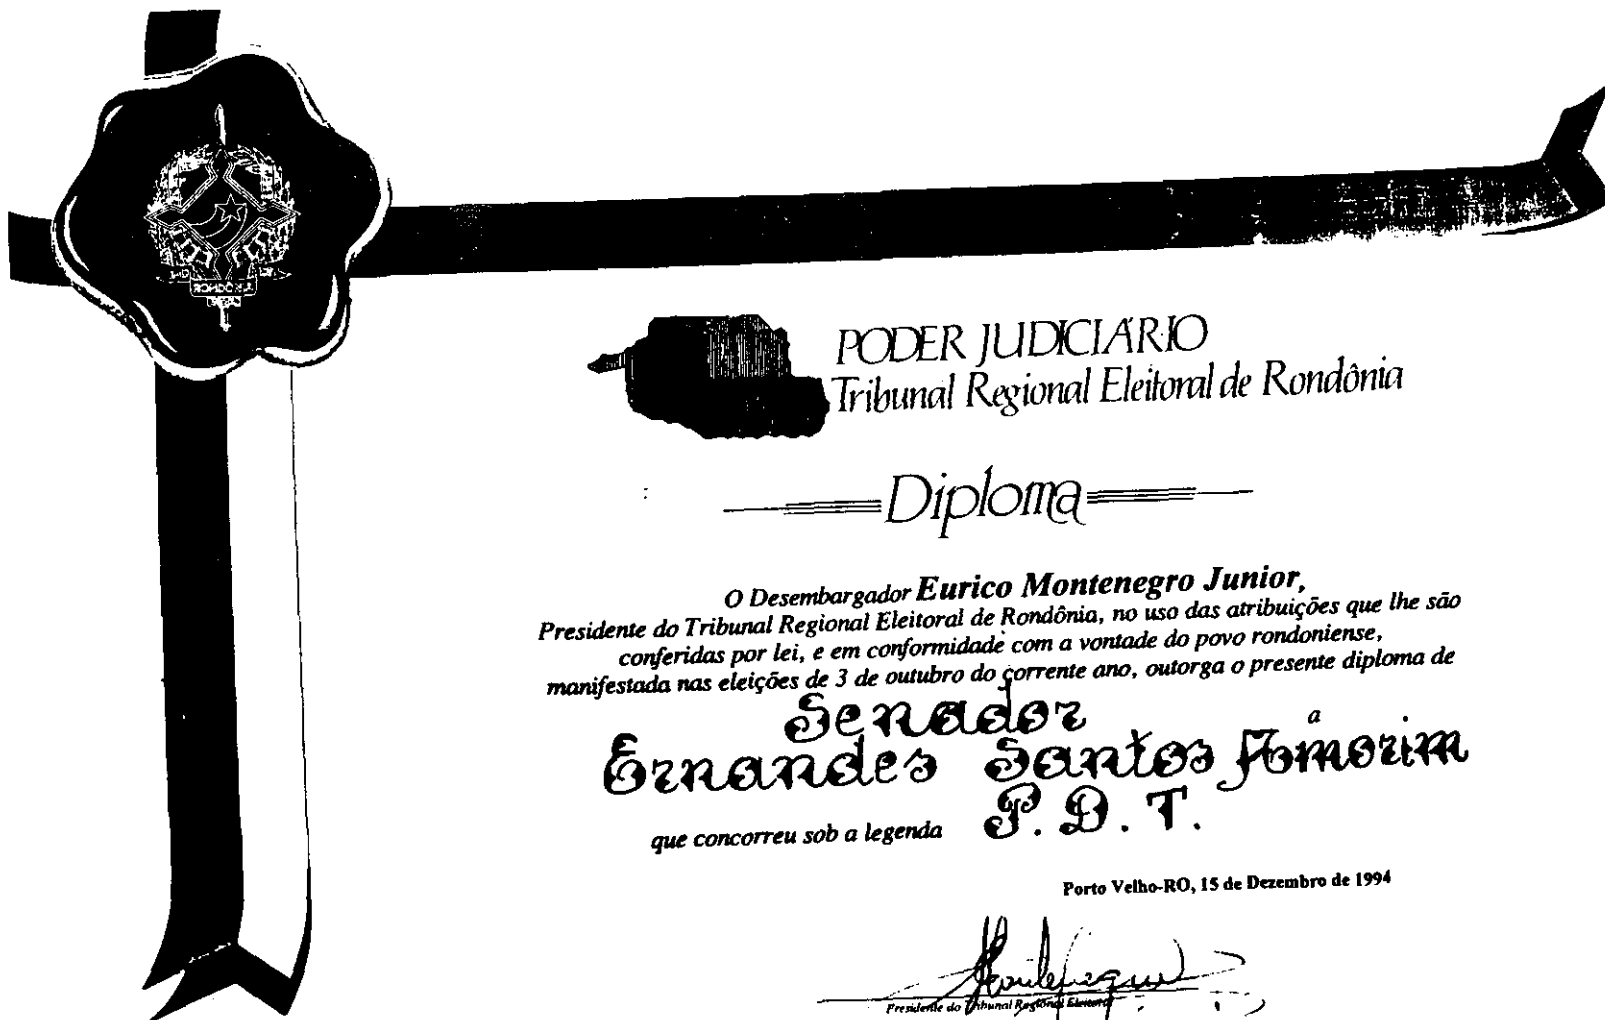 RONDÔNIA
PODER JUDICIÁRIO
Tribunal Regional Eleitoral de Rondônia
Diploma
O Desembargador Eurico Montenegro Junior,
Presidente do Tribunal Regional Eleitoral de Rondônia, no uso das atribuições que lhe são
conferidas por lei, e em conformidade com a vontade do povo rondoniense,
manifestada nas eleições de 3 de outubro do corrente ano, outorga o presente diploma de
Senador a
Ernandes Santos Amorim
que concorreu sob a legenda P. D. T.
Porto Velho-RO, 15 de Dezembro de 1994
Presidente do Tribunal Regional Eleitoral